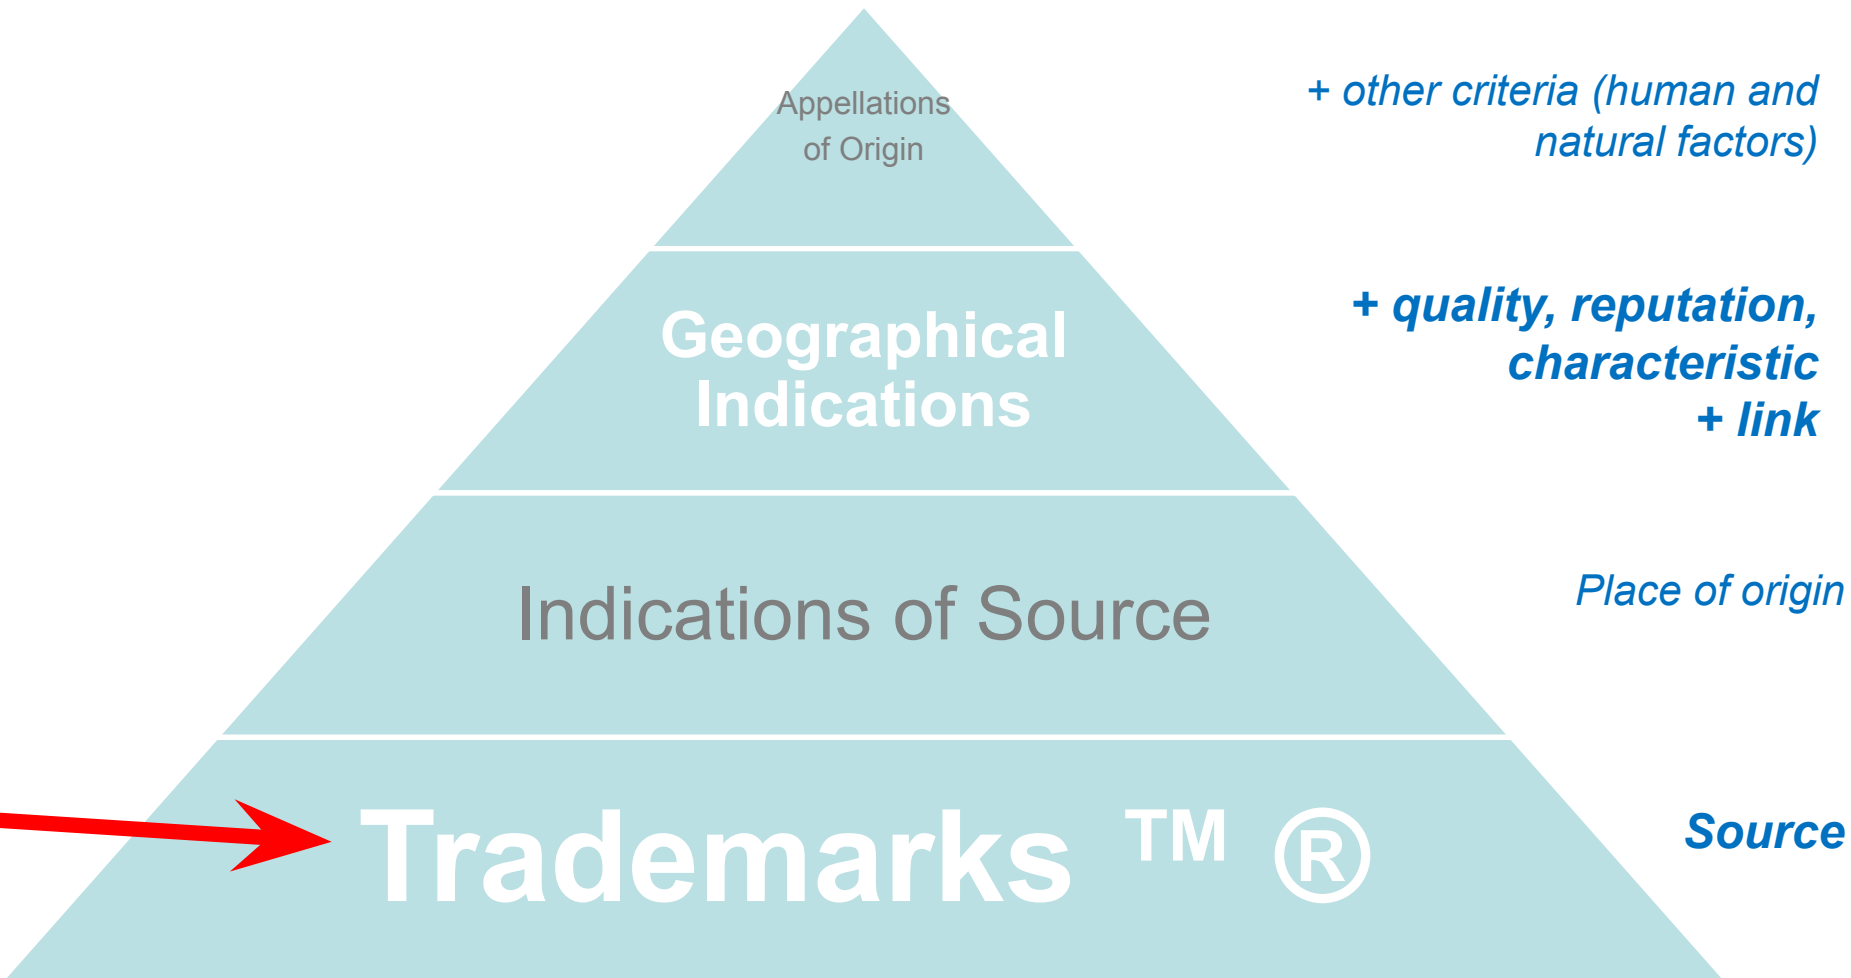 Appellations
of Origin
+ other criteria (human and
natural factors)
Geographical
Indications
+ quality, reputation,
characteristic
+ link
Indications of Source
Place of origin
Trademarks ™ ®
Source